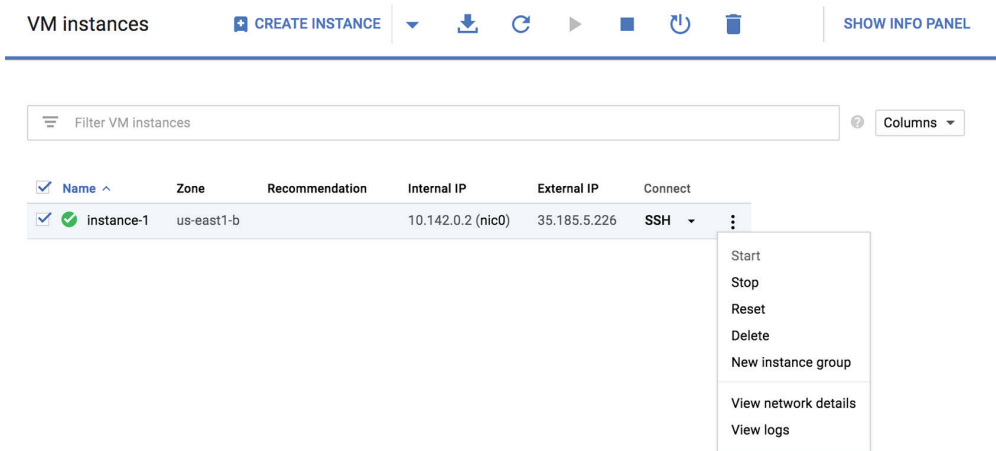 VM instances CREATE INSTANCE SHOW INFO PANEL
Filter VM instances Columns
Name Zone Recommendation Internal IP External IP Connect
instance-1 us-east1-b 10.142.0.2 (nic0) 35.185.5.226 SSH
Start
Stop
Reset
Delete
New instance group
View network details
View logs